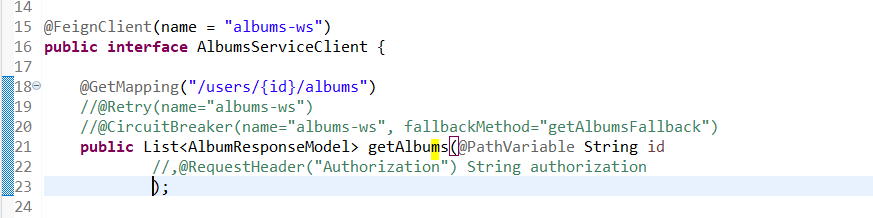 14
15 @FeignClient(name = "albums-ws")
16 public interface AlbumsServiceClient {
17
18 @GetMapping("/users/{id}/albums")
19 //@Retry(name="albums-ws")
20 //@CircuitBreaker(name="albums-ws", fallbackMethod="getAlbumsFallback")
21 public List<AlbumResponseModel> getAlbums(@PathVariable String id
22 //,@RequestHeader("Authorization") String authorization
23 );
24